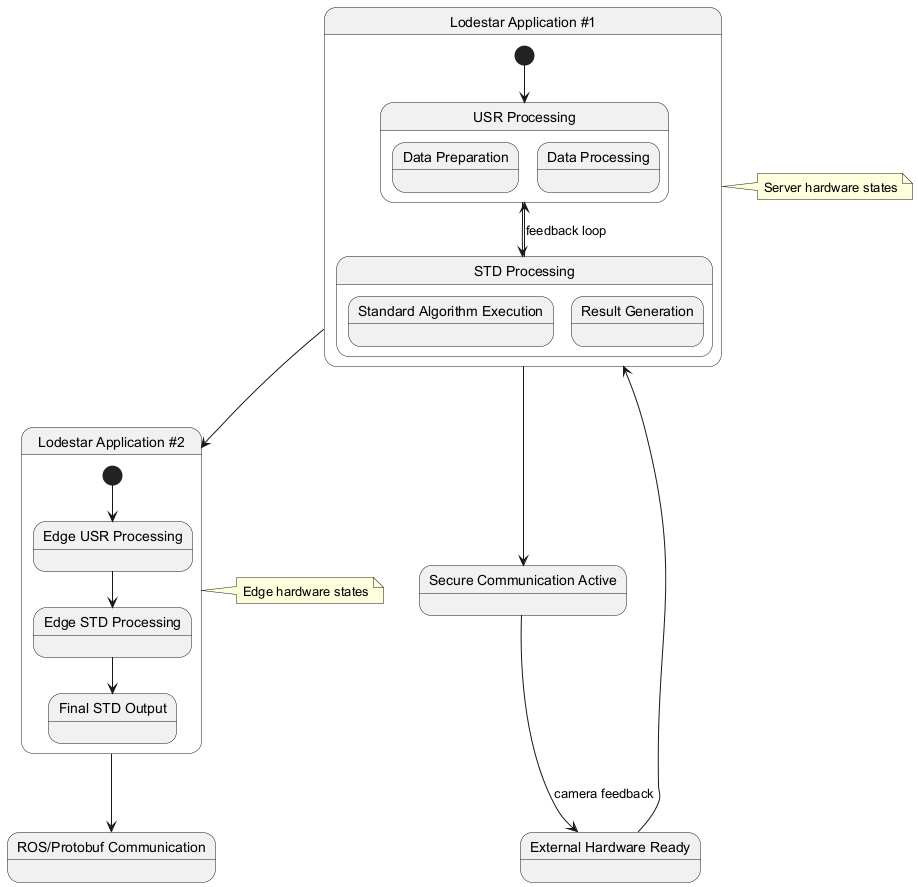 Lodestar Application #1
USR Processing
Data Preparation
Data Processing
Server hardware states
feedback loop
STD Processing
Standard Algorithm Execution
Result Generation
Lodestar Application #2
Edge USR Processing
Secure Communication Active
Edge hardware states
Edge STD Processing
Final STD Output
camera feedback
ROS/Protobuf Communication
External Hardware Ready